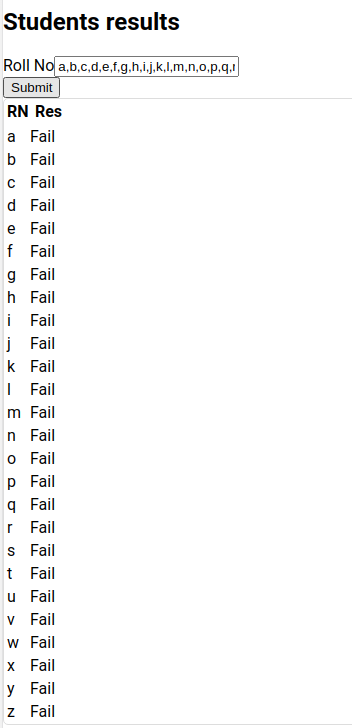 Students results
Roll No a,b,c,d,e,f,g,h,i,j,k,l,m,n,o,p,q,r
Submit
RN Res
a Fail
b Fail
c Fail
d Fail
e Fail
f Fail
g Fail
h Fail
i Fail
j Fail
k Fail
l Fail
m Fail
n Fail
o Fail
p Fail
q Fail
r Fail
s Fail
t Fail
u Fail
v Fail
w Fail
x Fail
y Fail
z Fail